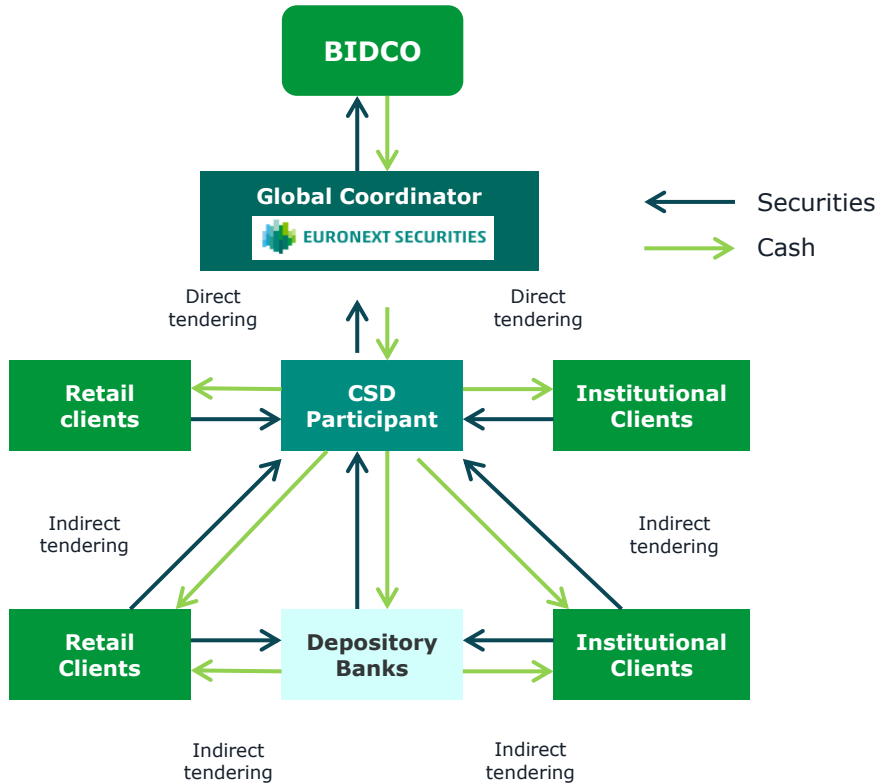 BIDCO
Global Coordinator
EURONEXT SECURITIES
Securities
Cash
Direct
tendering
Direct
tendering
Retail
clients
CSD
Participant
Institutional
Clients
Indirect
tendering
Indirect
tendering
Retail
Clients
Depository
Banks
Institutional
Clients
Indirect
tendering
Indirect
tendering